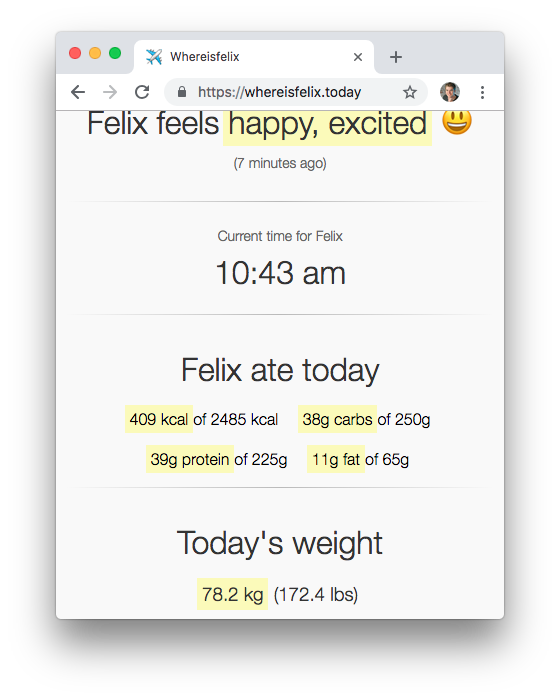 Whereisfelix
https://whereisfelix.today
Felix feels happy, excited 😃
(7 minutes ago)
Current time for Felix
10:43 am
Felix ate today
409 kcal of 2485 kcal 38g carbs of 250g
39g protein of 225g 11g fat of 65g
Today's weight
78.2 kg (172.4 lbs)